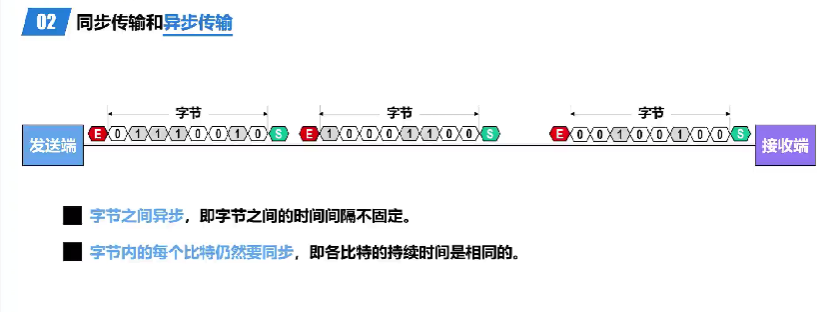 02 同步传输和异步传输
字节 字节 字节
发送端 E 0 1 1 1 0 0 1 0 S E 1 0 0 0 1 1 0 0 S E 0 0 1 0 0 1 0 0 S 接收端
字节之间异步，即字节之间的时间间隔不固定。
字节内的每个比特仍然要同步，即各比特的持续时间是相同的。